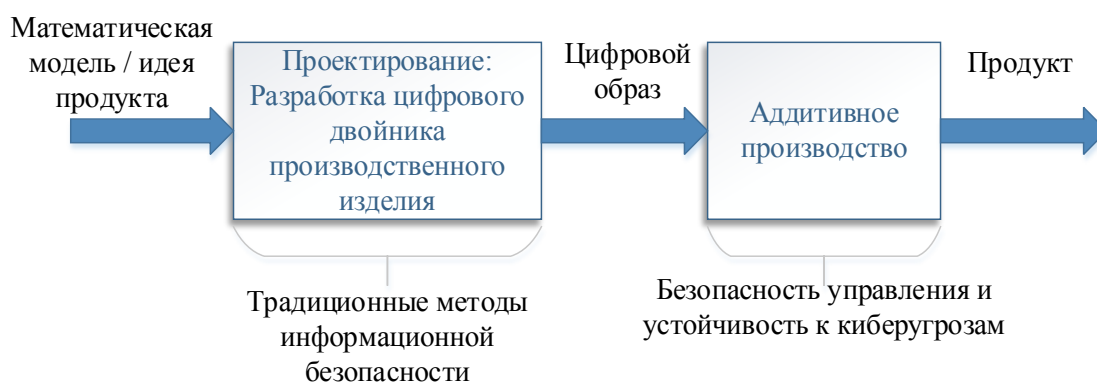 Математическая
модель / идея
продукта
Проектирование:
Разработка цифрового
двойника
производственного
изделия
Цифровой
образ
Аддитивное
производство
Продукт
Традиционные методы
информационной
безопасности
Безопасность управления и
устойчивость к киберугрозам